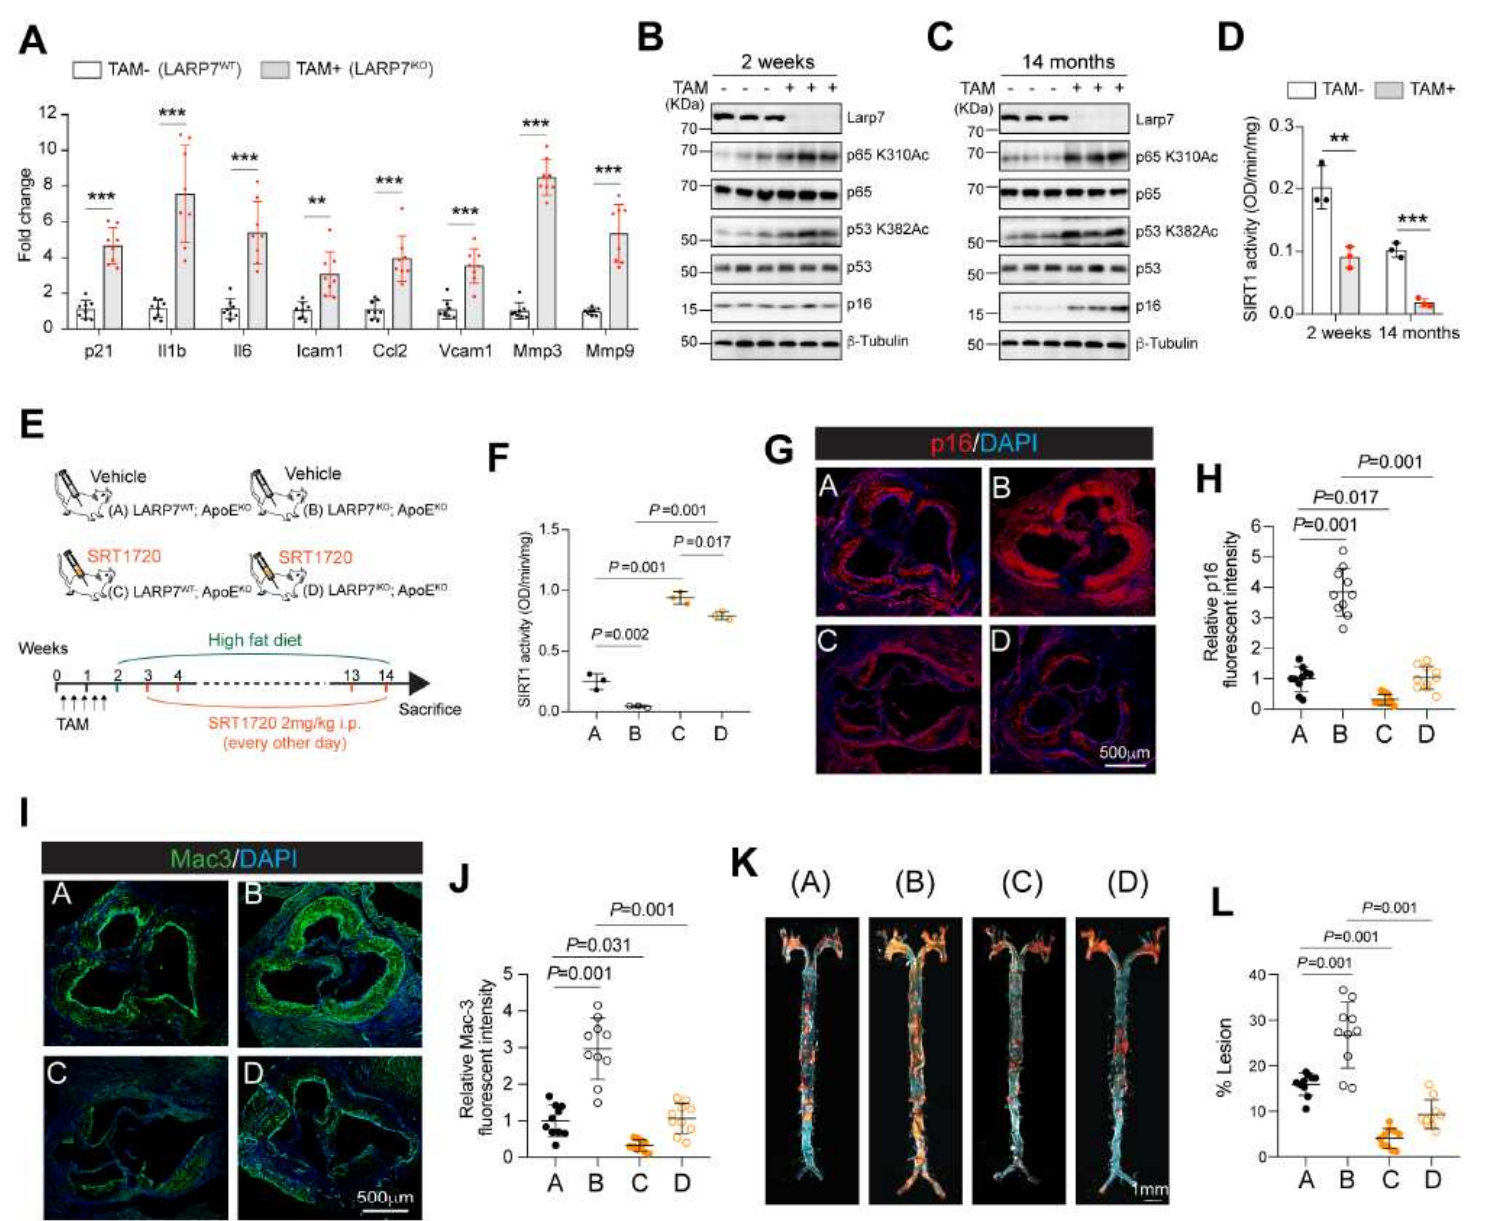 A
TAM- (LARP7WT) TAM+ (LARP7iKO)
Fold change
12
10
8
6
4
2
0
*** *** *** ** *** *** *** ***
p21 Il1b Il6 Icam1 Ccl2 Vcam1 Mmp3 Mmp9
B
2 weeks
TAM - - - + + +
(KDa)
70 Larp7
70 p65 K310Ac
70 p65
50 p53 K382Ac
50 p53
15 p16
50 β-Tubulin
C
14 months
TAM - - - + + +
(KDa)
70 Larp7
70 p65 K310Ac
70 p65
50 p53 K382Ac
50 p53
15 p16
50 β-Tubulin
D
TAM- TAM+
SIRT1 activity (OD/min/mg)
0.3
0.2
0.1
0.0
** ***
2 weeks 14 months
E
Vehicle Vehicle
(A) LARP7WT; ApoEKO (B) LARP7iKO; ApoEKO
SRT1720 SRT1720
(C) LARP7WT; ApoEKO (D) LARP7iKO; ApoEKO
Weeks
High fat diet
0 1 2 3 4 13 14
TAM
SRT1720 2mg/kg i.p.
(every other day)
Sacrifice
F
SIRT1 activity (OD/min/mg)
1.5
1.0
0.5
0.0
P=0.001
P=0.017
P=0.001
P=0.002
A B C D
G
p16/DAPI
A B
C D
500μm
H
Relative p16
fluorescent intensity
6
5
4
3
2
1
0
P=0.001
P=0.017
P=0.001
A B C D
I
Mac3/DAPI
A B
C D
500μm
J
Relative Mac-3
fluorescent intensity
5
4
3
2
1
0
P=0.001
P=0.031
P=0.001
A B C D
K
(A) (B) (C) (D)
1mm
L
% Lesion
40
30
20
10
0
P=0.001
P=0.001
P=0.001
A B C D